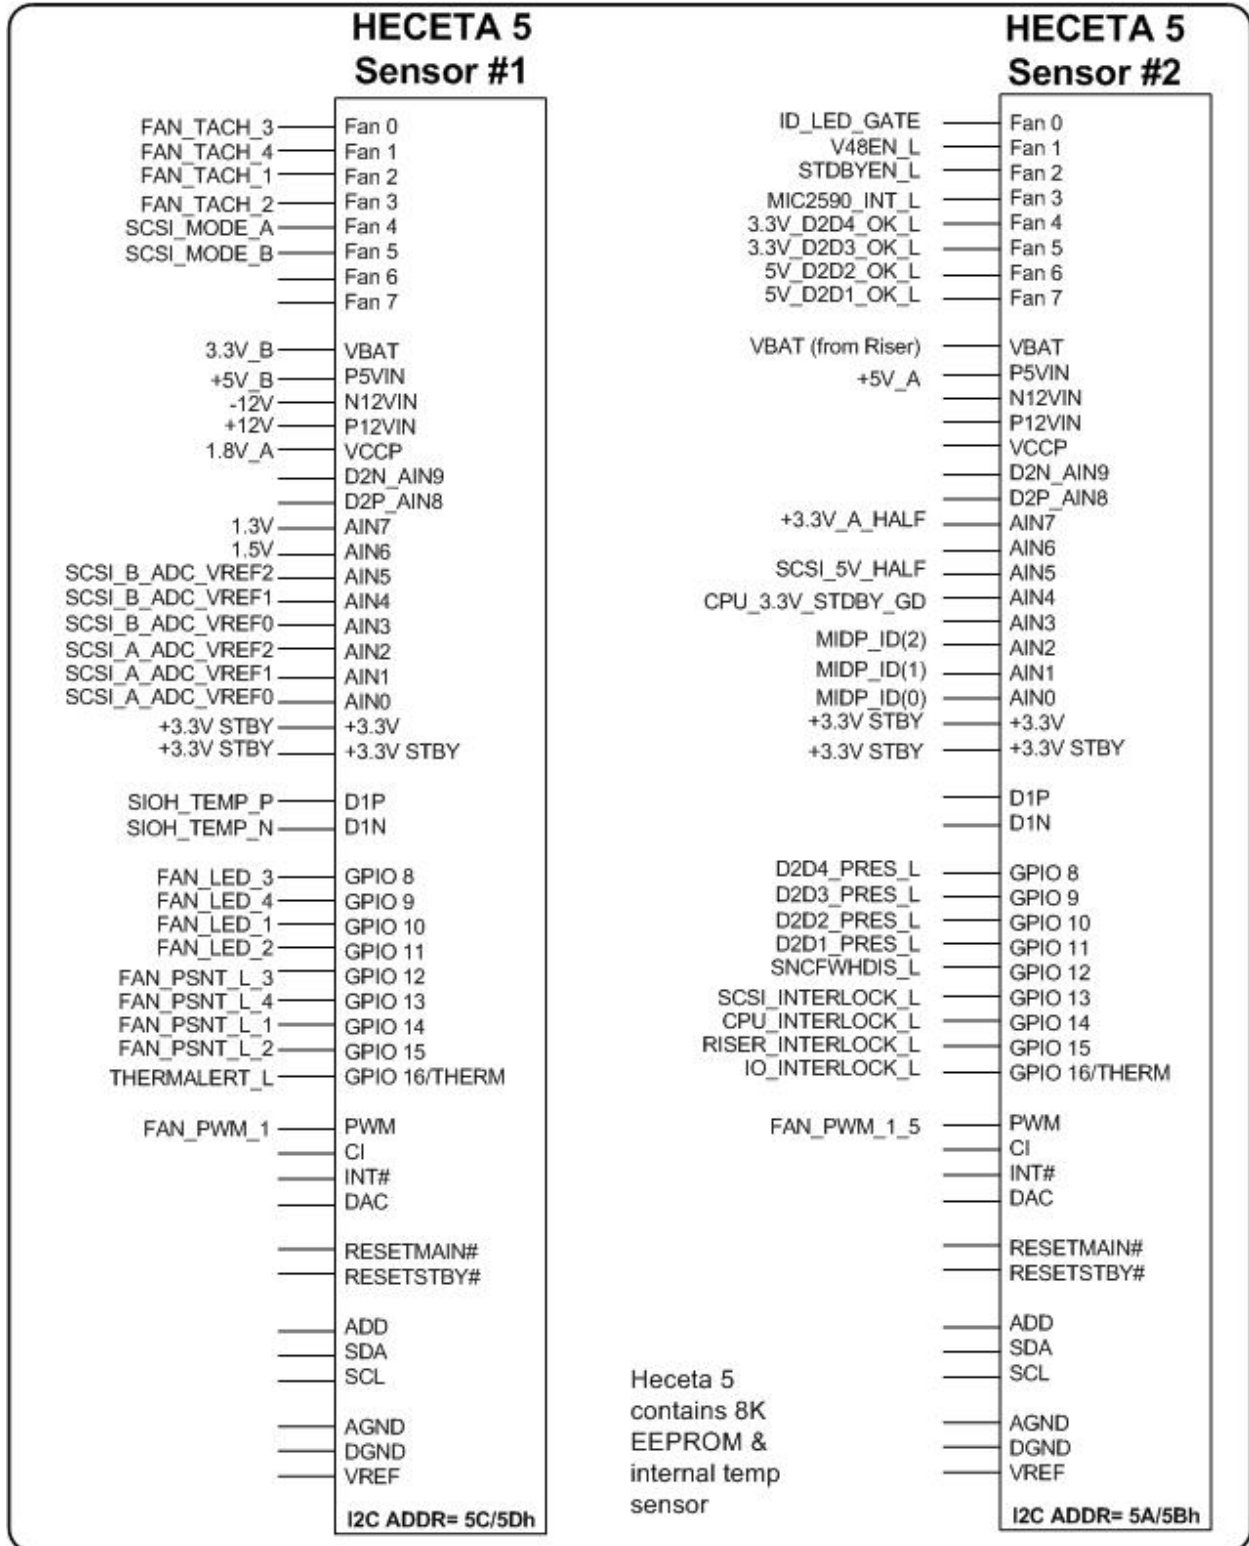 HECETA 5
Sensor #1
FAN_TACH_3 Fan 0
FAN_TACH_4 Fan 1
FAN_TACH_1 Fan 2
FAN_TACH_2 Fan 3
SCSI_MODE_A Fan 4
SCSI_MODE_B Fan 5
Fan 6
Fan 7
3.3V_B VBAT
+5V_B P5VIN
-12V N12VIN
+12V P12VIN
1.8V_A VCCP
D2N_AIN9
D2P_AIN8
1.3V AIN7
1.5V AIN6
SCSI_B_ADC_VREF2 AIN5
SCSI_B_ADC_VREF1 AIN4
SCSI_B_ADC_VREF0 AIN3
SCSI_A_ADC_VREF2 AIN2
SCSI_A_ADC_VREF1 AIN1
SCSI_A_ADC_VREF0 AIN0
+3.3V STBY +3.3V
+3.3V STBY +3.3V STBY
SIOH_TEMP_P D1P
SIOH_TEMP_N D1N
FAN_LED_3 GPIO 8
FAN_LED_4 GPIO 9
FAN_LED_1 GPIO 10
FAN_LED_2 GPIO 11
FAN_PSNT_L_3 GPIO 12
FAN_PSNT_L_4 GPIO 13
FAN_PSNT_L_1 GPIO 14
FAN_PSNT_L_2 GPIO 15
THERMALERT_L GPIO 16/THERM
FAN_PWM_1 PWM
CI
INT#
DAC
RESETMAIN#
RESETSTBY#
ADD
SDA
SCL
AGND
DGND
VREF
I2C ADDR= 5C/5Dh
HECETA 5
Sensor #2
ID_LED_GATE Fan 0
V48EN_L Fan 1
STDBYEN_L Fan 2
MIC2590_INT_L Fan 3
3.3V_D2D4_OK_L Fan 4
3.3V_D2D3_OK_L Fan 5
5V_D2D2_OK_L Fan 6
5V_D2D1_OK_L Fan 7
VBAT (from Riser) VBAT
+5V_A P5VIN
N12VIN
P12VIN
VCCP
D2N_AIN9
D2P_AIN8
+3.3V_A_HALF AIN7
AIN6
SCSI_5V_HALF AIN5
CPU_3.3V_STDBY_GD AIN4
AIN3
MIDP_ID(2) AIN2
MIDP_ID(1) AIN1
MIDP_ID(0) AIN0
+3.3V STBY +3.3V
+3.3V STBY +3.3V STBY
D1P
D1N
D2D4_PRES_L GPIO 8
D2D3_PRES_L GPIO 9
D2D2_PRES_L GPIO 10
D2D1_PRES_L GPIO 11
SNCFWHDIS_L GPIO 12
SCSI_INTERLOCK_L GPIO 13
CPU_INTERLOCK_L GPIO 14
RISER_INTERLOCK_L GPIO 15
IO_INTERLOCK_L GPIO 16/THERM
FAN_PWM_1_5 PWM
CI
INT#
DAC
RESETMAIN#
RESETSTBY#
ADD
SDA
SCL
AGND
DGND
VREF
I2C ADDR= 5A/5Bh
Heceta 5
contains 8K
EEPROM &
internal temp
sensor